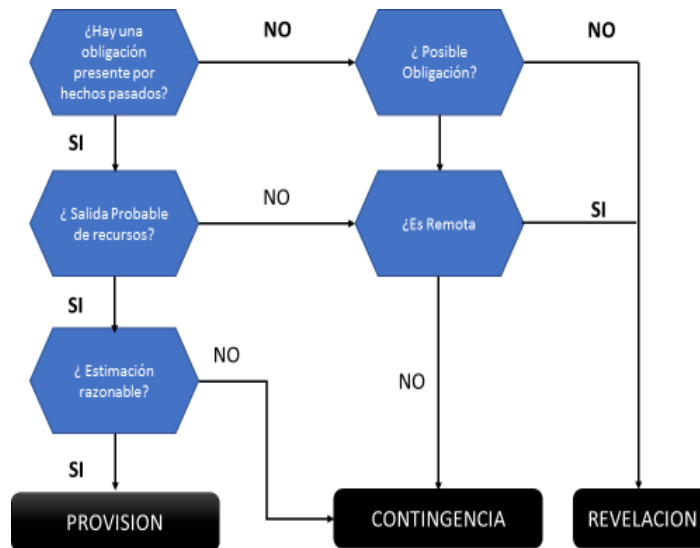 ¿Hay una
obligación
presente por
hechos pasados?
NO
¿ Posible
Obligación?
NO
SI
¿ Salida Probable
de recursos?
NO
¿Es Remota
SI
SI
¿ Estimación
razonable?
NO
NO
SI
PROVISION
CONTINGENCIA
REVELACION